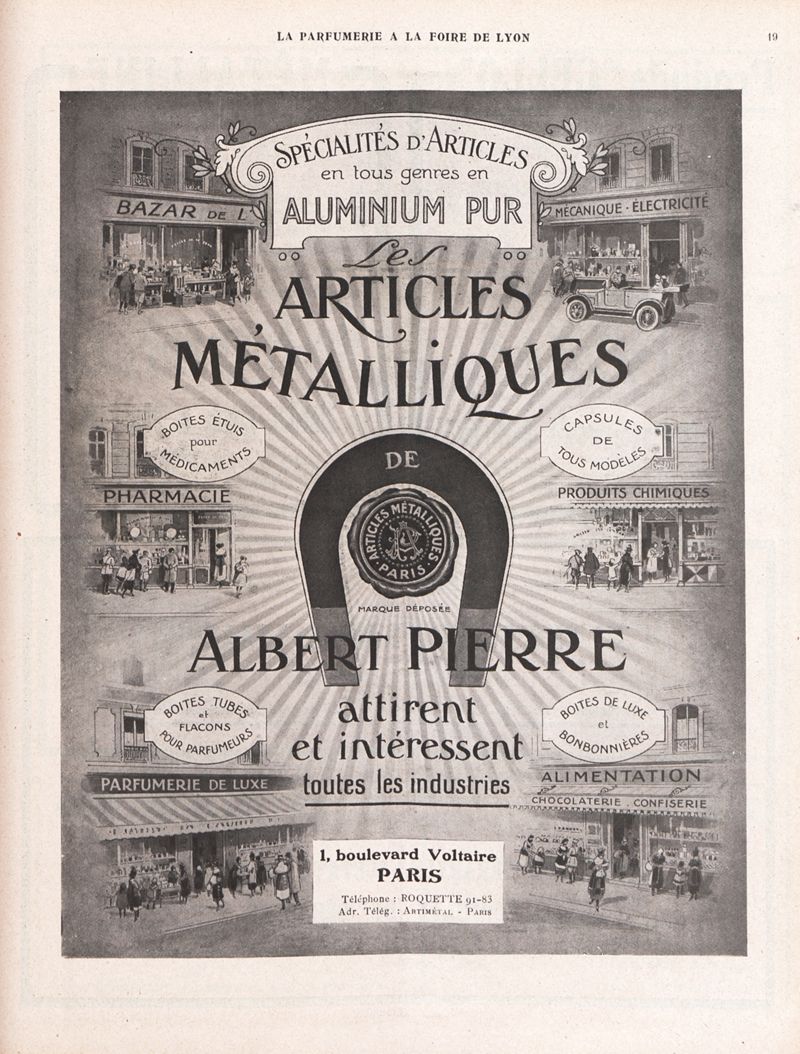 LA PARFUMERIE A LA FOIRE DE LYON
19
SPÉCIALITÉS D'ARTICLES
en tous genres en
ALUMINIUM PUR
BAZAR DE L'
MÉCANIQUE · ÉLECTRICITÉ
Les
ARTICLES
MÉTALLIQUES
BOITES ÉTUIS
pour
MÉDICAMENTS
CAPSULES
DE
TOUS MODÈLES
DE
PHARMACIE
PRODUITS CHIMIQUES
ARTICLES MÉTALLIQUES
· PARIS ·
MARQUE DÉPOSÉE
ALBERT PIERRE
BOITES TUBES
et
FLACONS
POUR PARFUMEURS
attirent
et intéressent
toutes les industries
BOITES DE LUXE
et
BONBONNIÈRES
PARFUMERIE DE LUXE
ALIMENTATION
CHOCOLATERIE . CONFISERIE
1, boulevard Voltaire
PARIS
Téléphone : ROQUETTE 91-83
Adr. Télég. : ARTIMÉTAL - PARIS